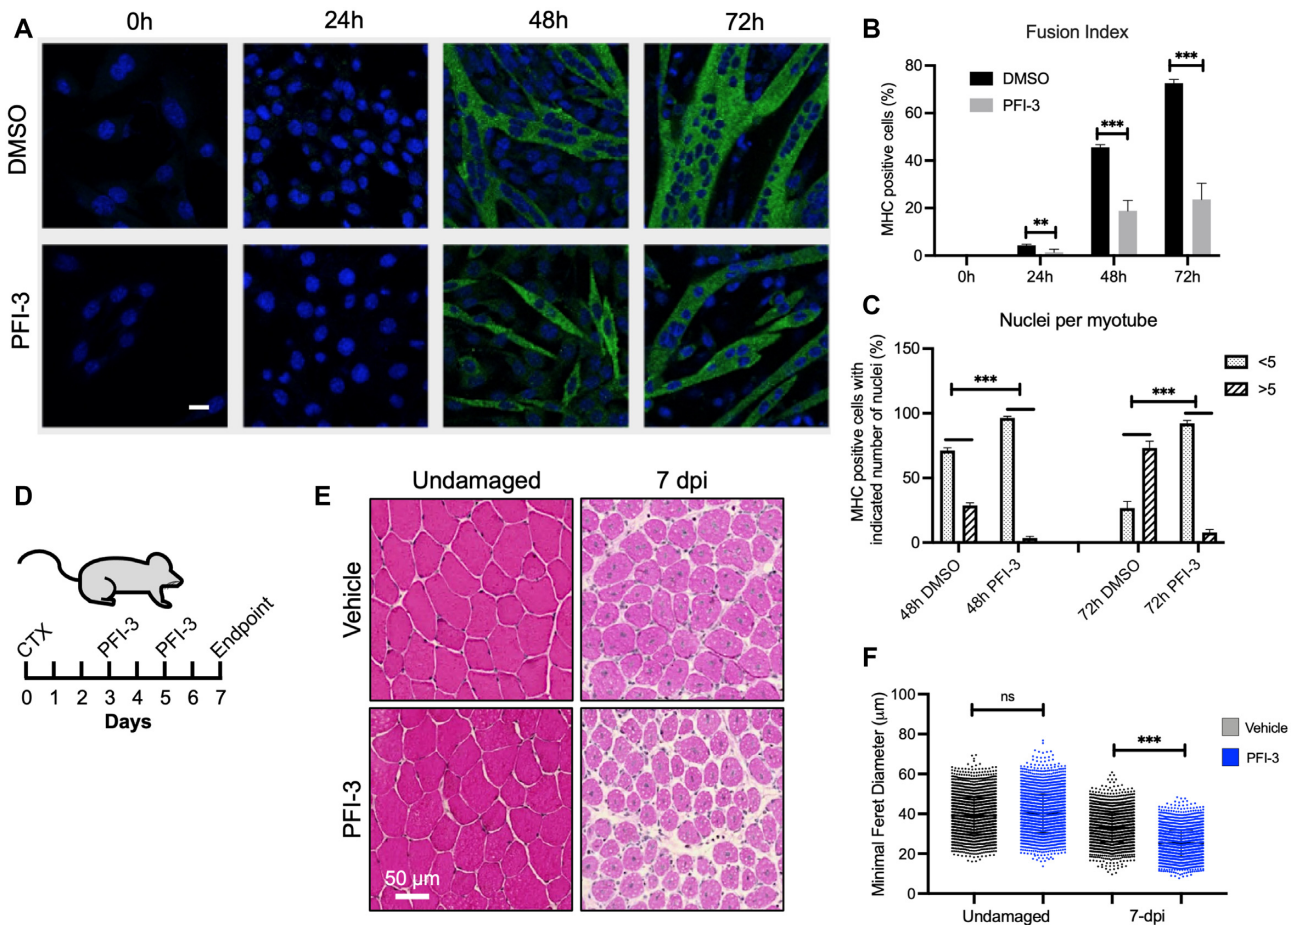 A
0h
24h
48h
72h
DMSO
PFI-3
B
Fusion Index
MHC positive cells (%)
80
60
40
20
0
DMSO
PFI-3
**
***
***
0h
24h
48h
72h
C
Nuclei per myotube
MHC positive cells with
indicated number of nuclei (%)
150
100
50
0
***
***
<5
>5
48h DMSO
48h PFI-3
72h DMSO
72h PFI-3
D
CTX
PFI-3
PFI-3
Endpoint
0 1 2 3 4 5 6 7
Days
E
Undamaged
7 dpi
Vehicle
PFI-3
50 µm
F
Minimal Feret Diameter (µm)
100
80
60
40
20
0
ns
***
Vehicle
PFI-3
Undamaged
7-dpi